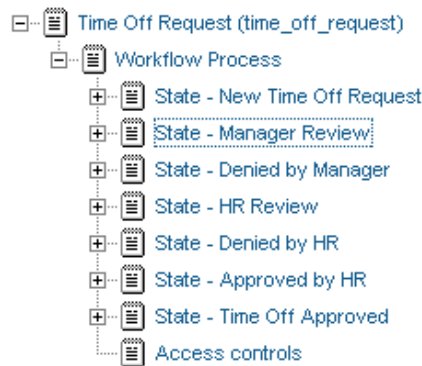 Time Off Request (time_off_request)
Workflow Process
State - New Time Off Request
State - Manager Review
State - Denied by Manager
State - HR Review
State - Denied by HR
State - Approved by HR
State - Time Off Approved
Access controls